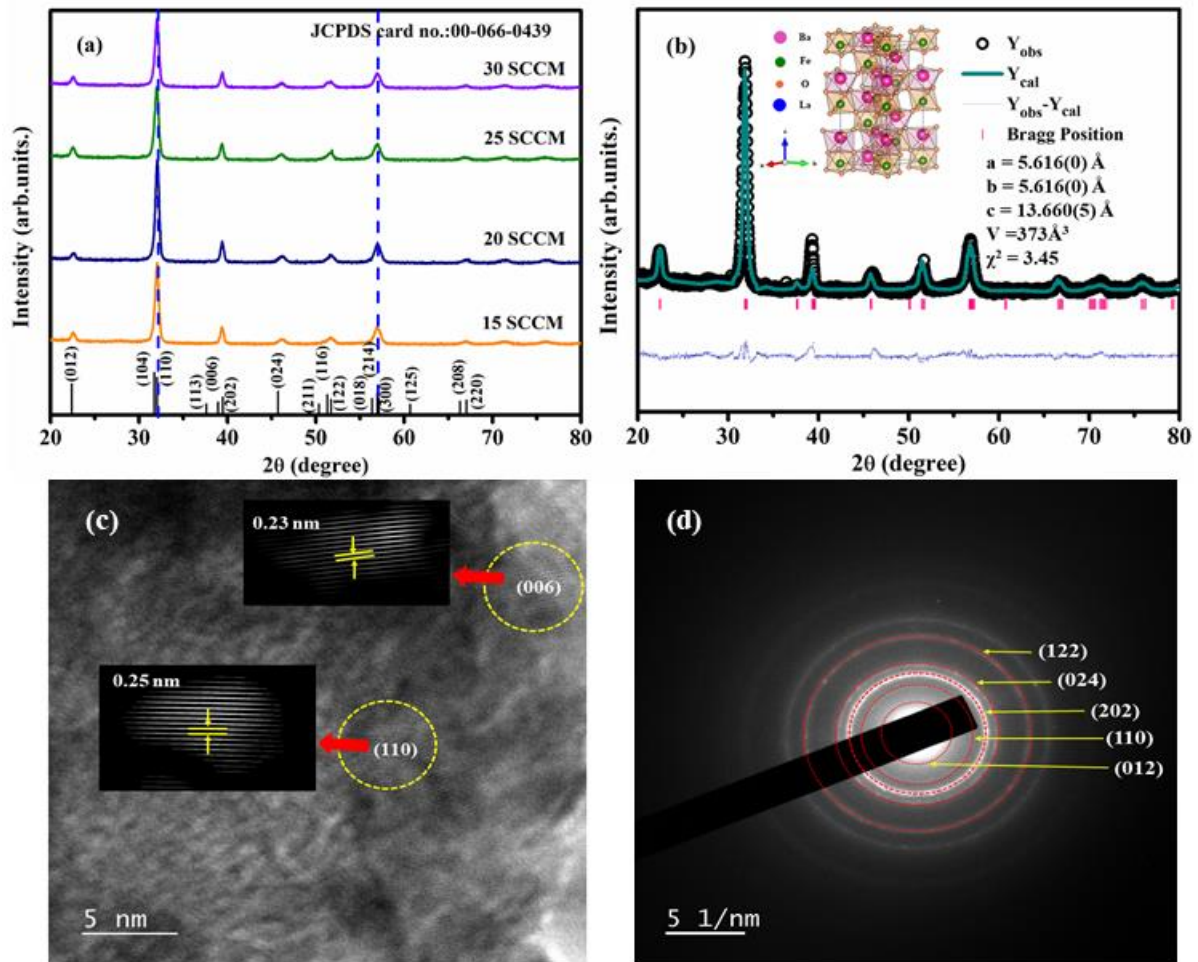 (a)
JCPDS card no.:00-066-0439
30 SCCM
25 SCCM
20 SCCM
15 SCCM
(012)
(104)
(110)
(113)
(006)
(202)
(024)
(211)
(116)
(122)
(018)
(214)
(300)
(125)
(208)
(220)
20 30 40 50 60 70 80
2θ (degree)
Intensity (arb.units.)
(b)
Ba
Fe
O
La
Y_obs
Y_cal
Y_obs-Y_cal
Bragg Position
a = 5.616(0) Å
b = 5.616(0) Å
c = 13.660(5) Å
V =373Å³
χ² = 3.45
20 30 40 50 60 70 80
2θ (degree)
Intensity (arb.units.)
(c)
0.23 nm
(006)
0.25 nm
(110)
5 nm
(d)
(122)
(024)
(202)
(110)
(012)
5 1/nm